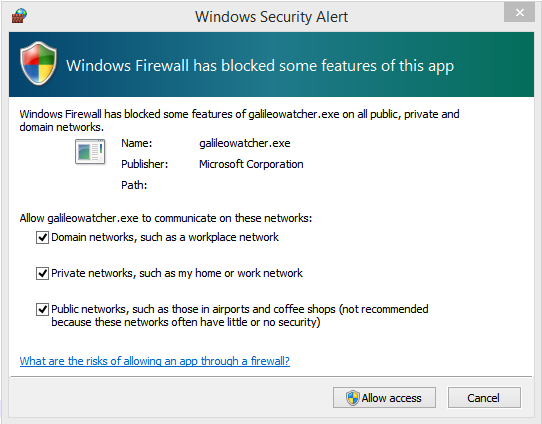 Windows Security Alert
Windows Firewall has blocked some features of this app
Windows Firewall has blocked some features of galileowatcher.exe on all public, private and
domain networks.
Name: galileowatcher.exe
Publisher: Microsoft Corporation
Path:
Allow galileowatcher.exe to communicate on these networks:
Domain networks, such as a workplace network
Private networks, such as my home or work network
Public networks, such as those in airports and coffee shops (not recommended
because these networks often have little or no security)
What are the risks of allowing an app through a firewall?
Allow access Cancel